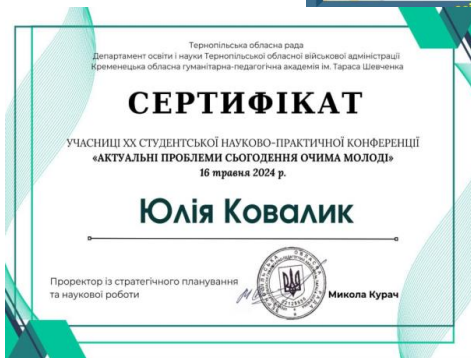 Тернопільська обласна рада
Департамент освіти і науки Тернопільської обласної військової адміністрації
Кременецька обласна гуманітарна-педагогічна академія ім. Тараса Шевченка
СЕРТИФІКАТ
УЧАСНИЦІ XX СТУДЕНТСЬКОЇ НАУКОВО-ПРАКТИЧНОЇ КОНФЕРЕНЦІЇ
«АКТУАЛЬНІ ПРОБЛЕМИ СЬОГОДЕННЯ ОЧИМА МОЛОДІ»
16 травня 2024 р.
Юлія Ковалик
Проректор із стратегічного планування
та наукової роботи
Микола Курач